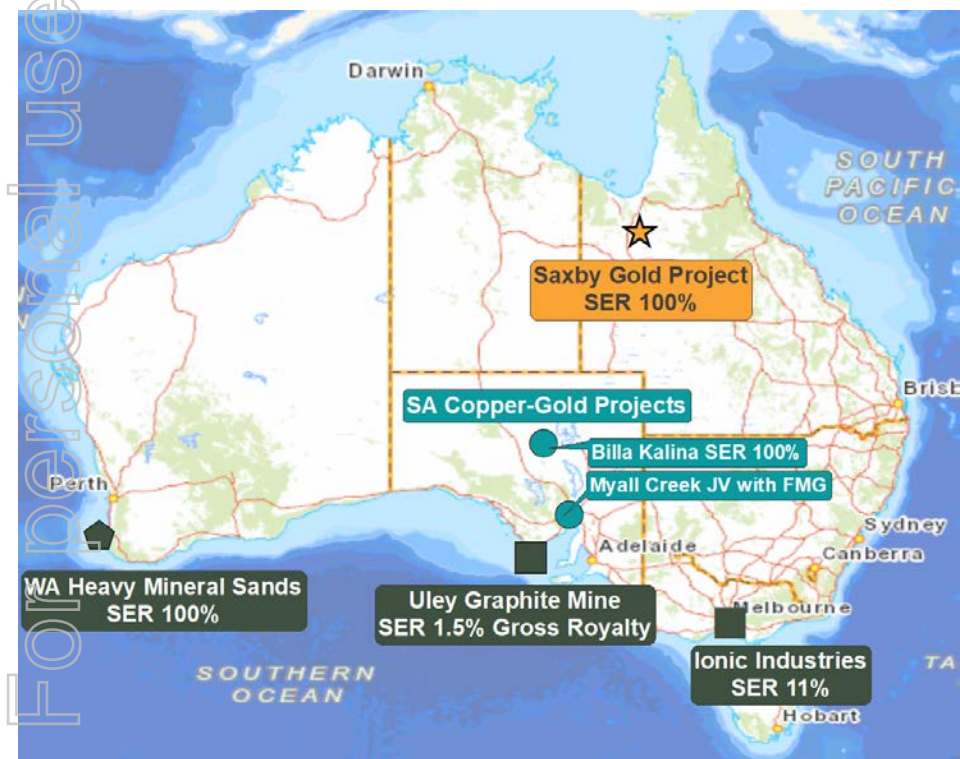 For personal use
Darwin
SOUTH
PACIFIC
OCEAN
Saxby Gold Project
SER 100%
SA Copper-Gold Projects
Brisb
Billa Kalina SER 100%
Myall Creek JV with FMG
Perth
Sydney
Adelaide
Canberra
WA Heavy Mineral Sands
SER 100%
Uley Graphite Mine
SER 1.5% Gross Royalty
Melbourne
Ionic Industries
SER 11%
SOUTHERN
OCEAN
TA
Hobart